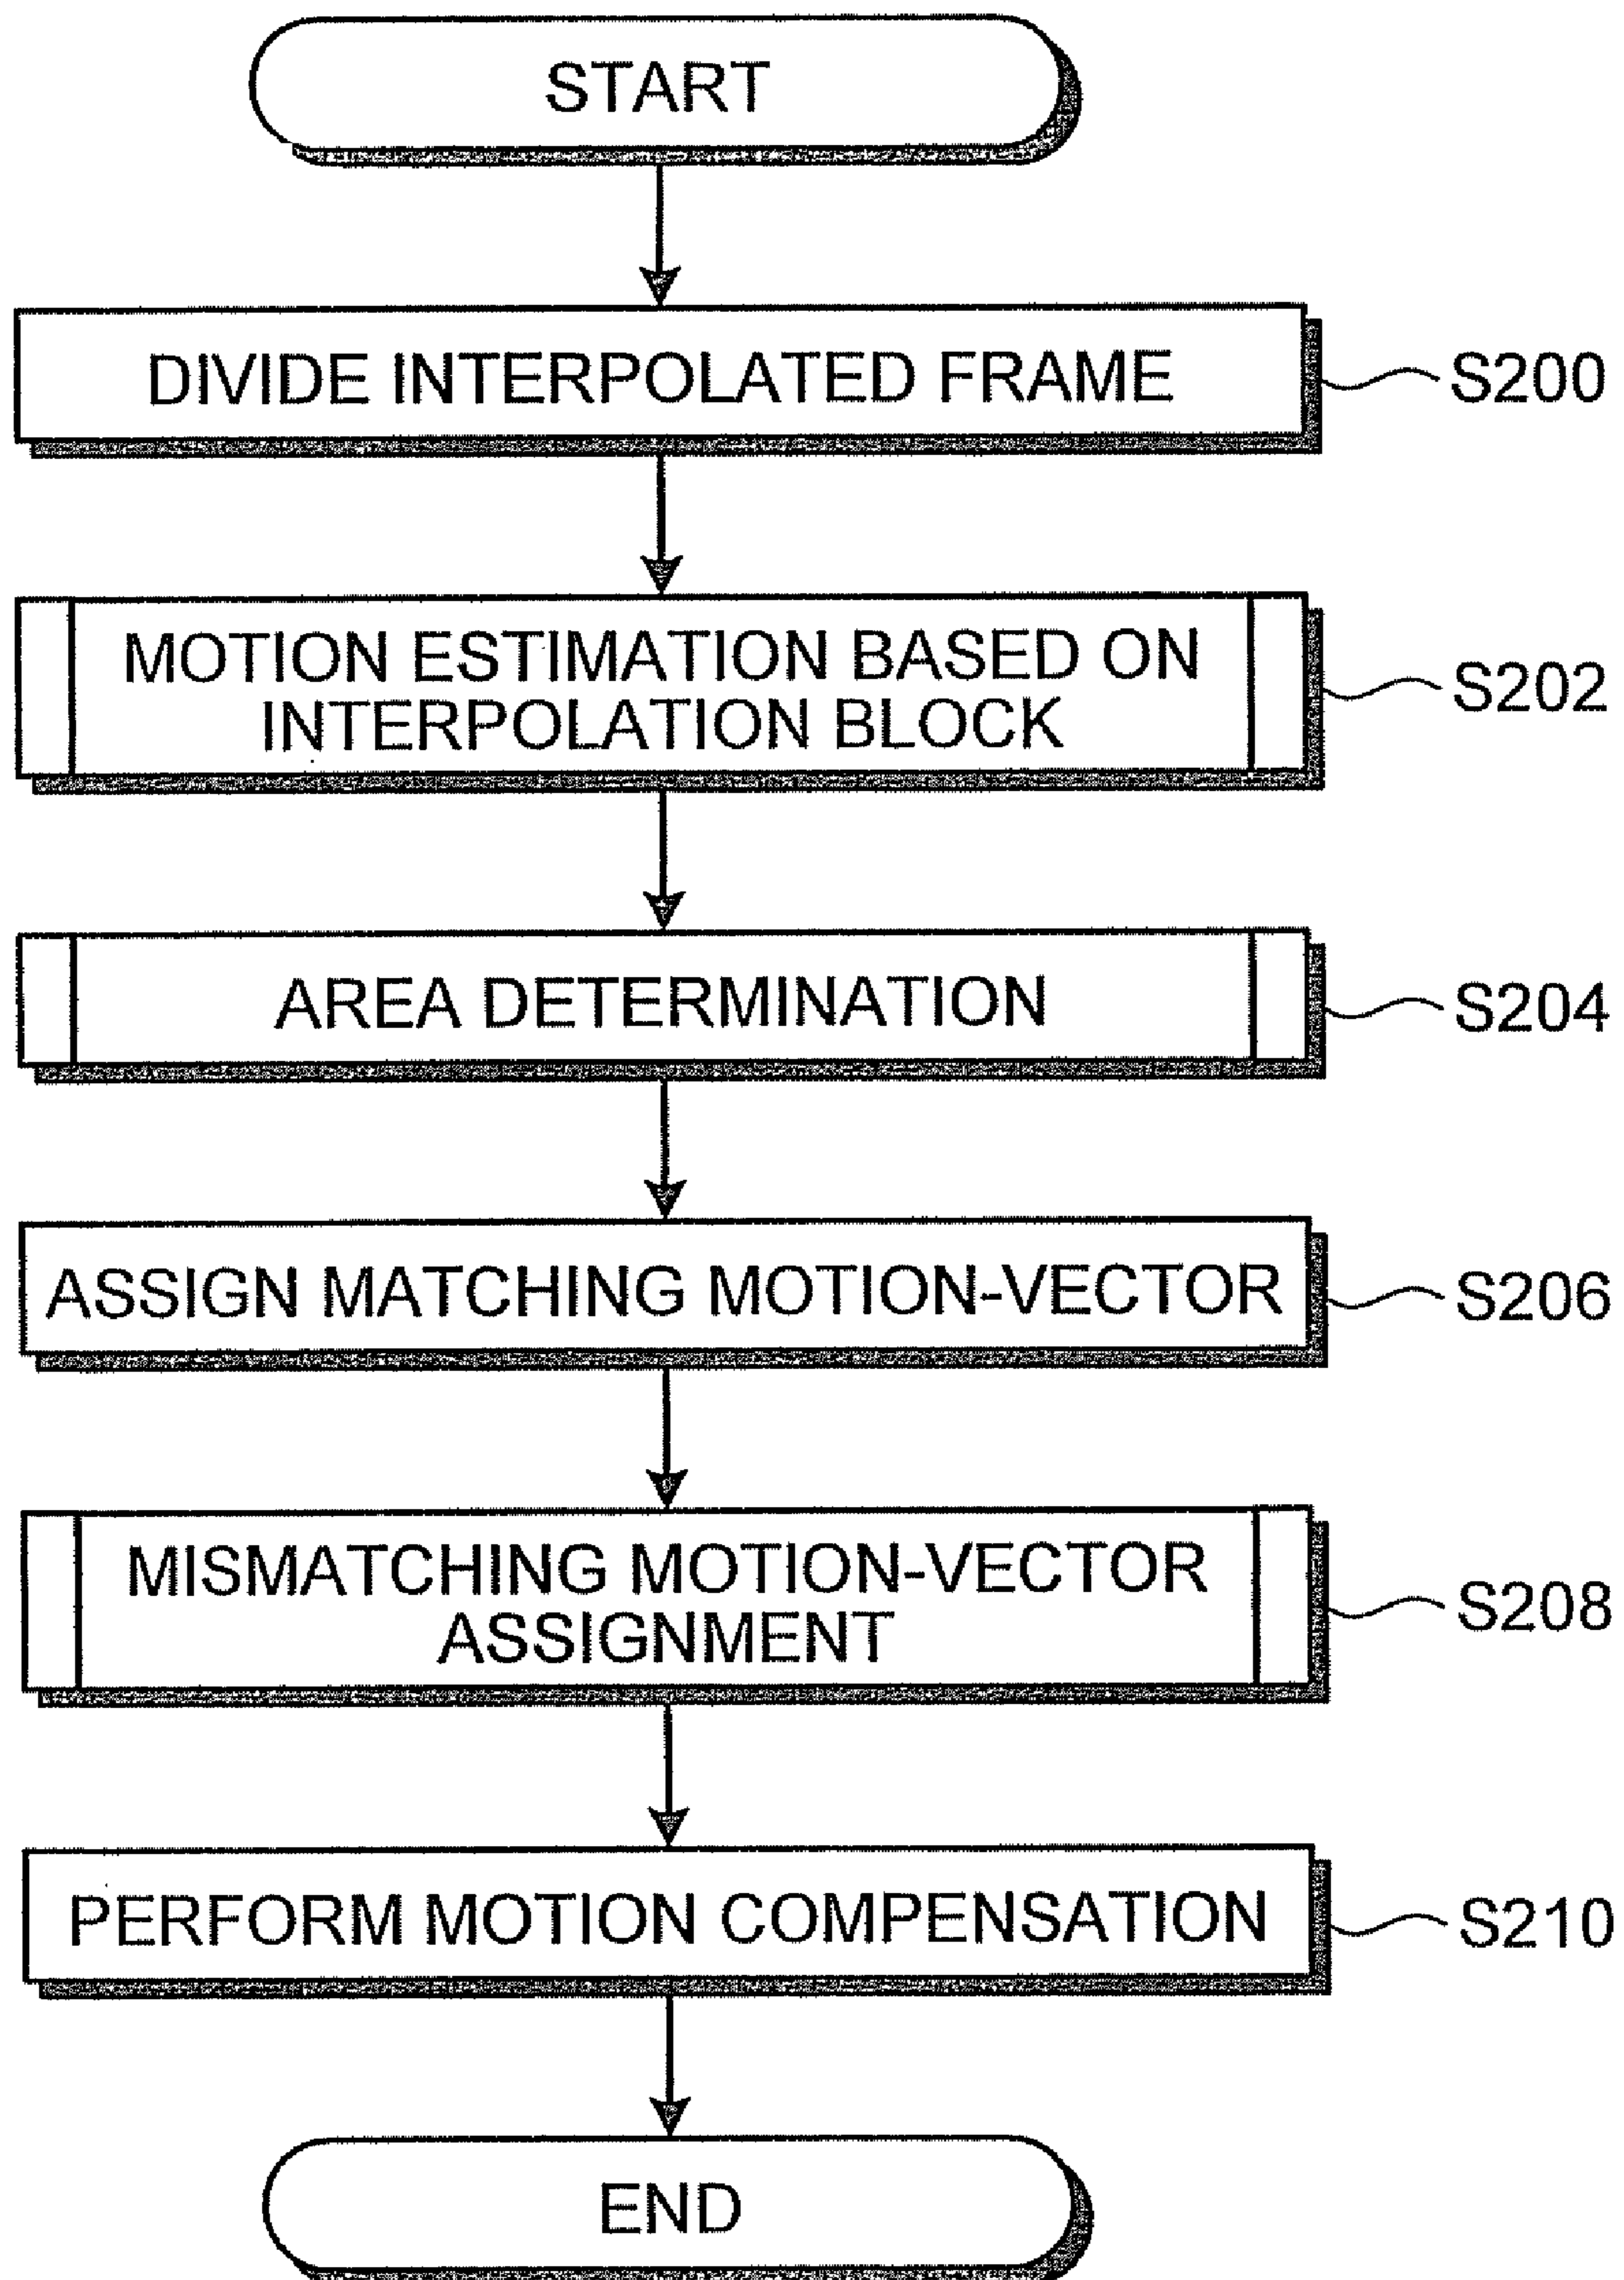 START
DIVIDE INTERPOLATED FRAME
S200
MOTION ESTIMATION BASED ON
INTERPOLATION BLOCK
S202
AREA DETERMINATION
S204
ASSIGN MATCHING MOTION-VECTOR
S206
MISMATCHING MOTION-VECTOR
ASSIGNMENT
S208
PERFORM MOTION COMPENSATION
S210
END